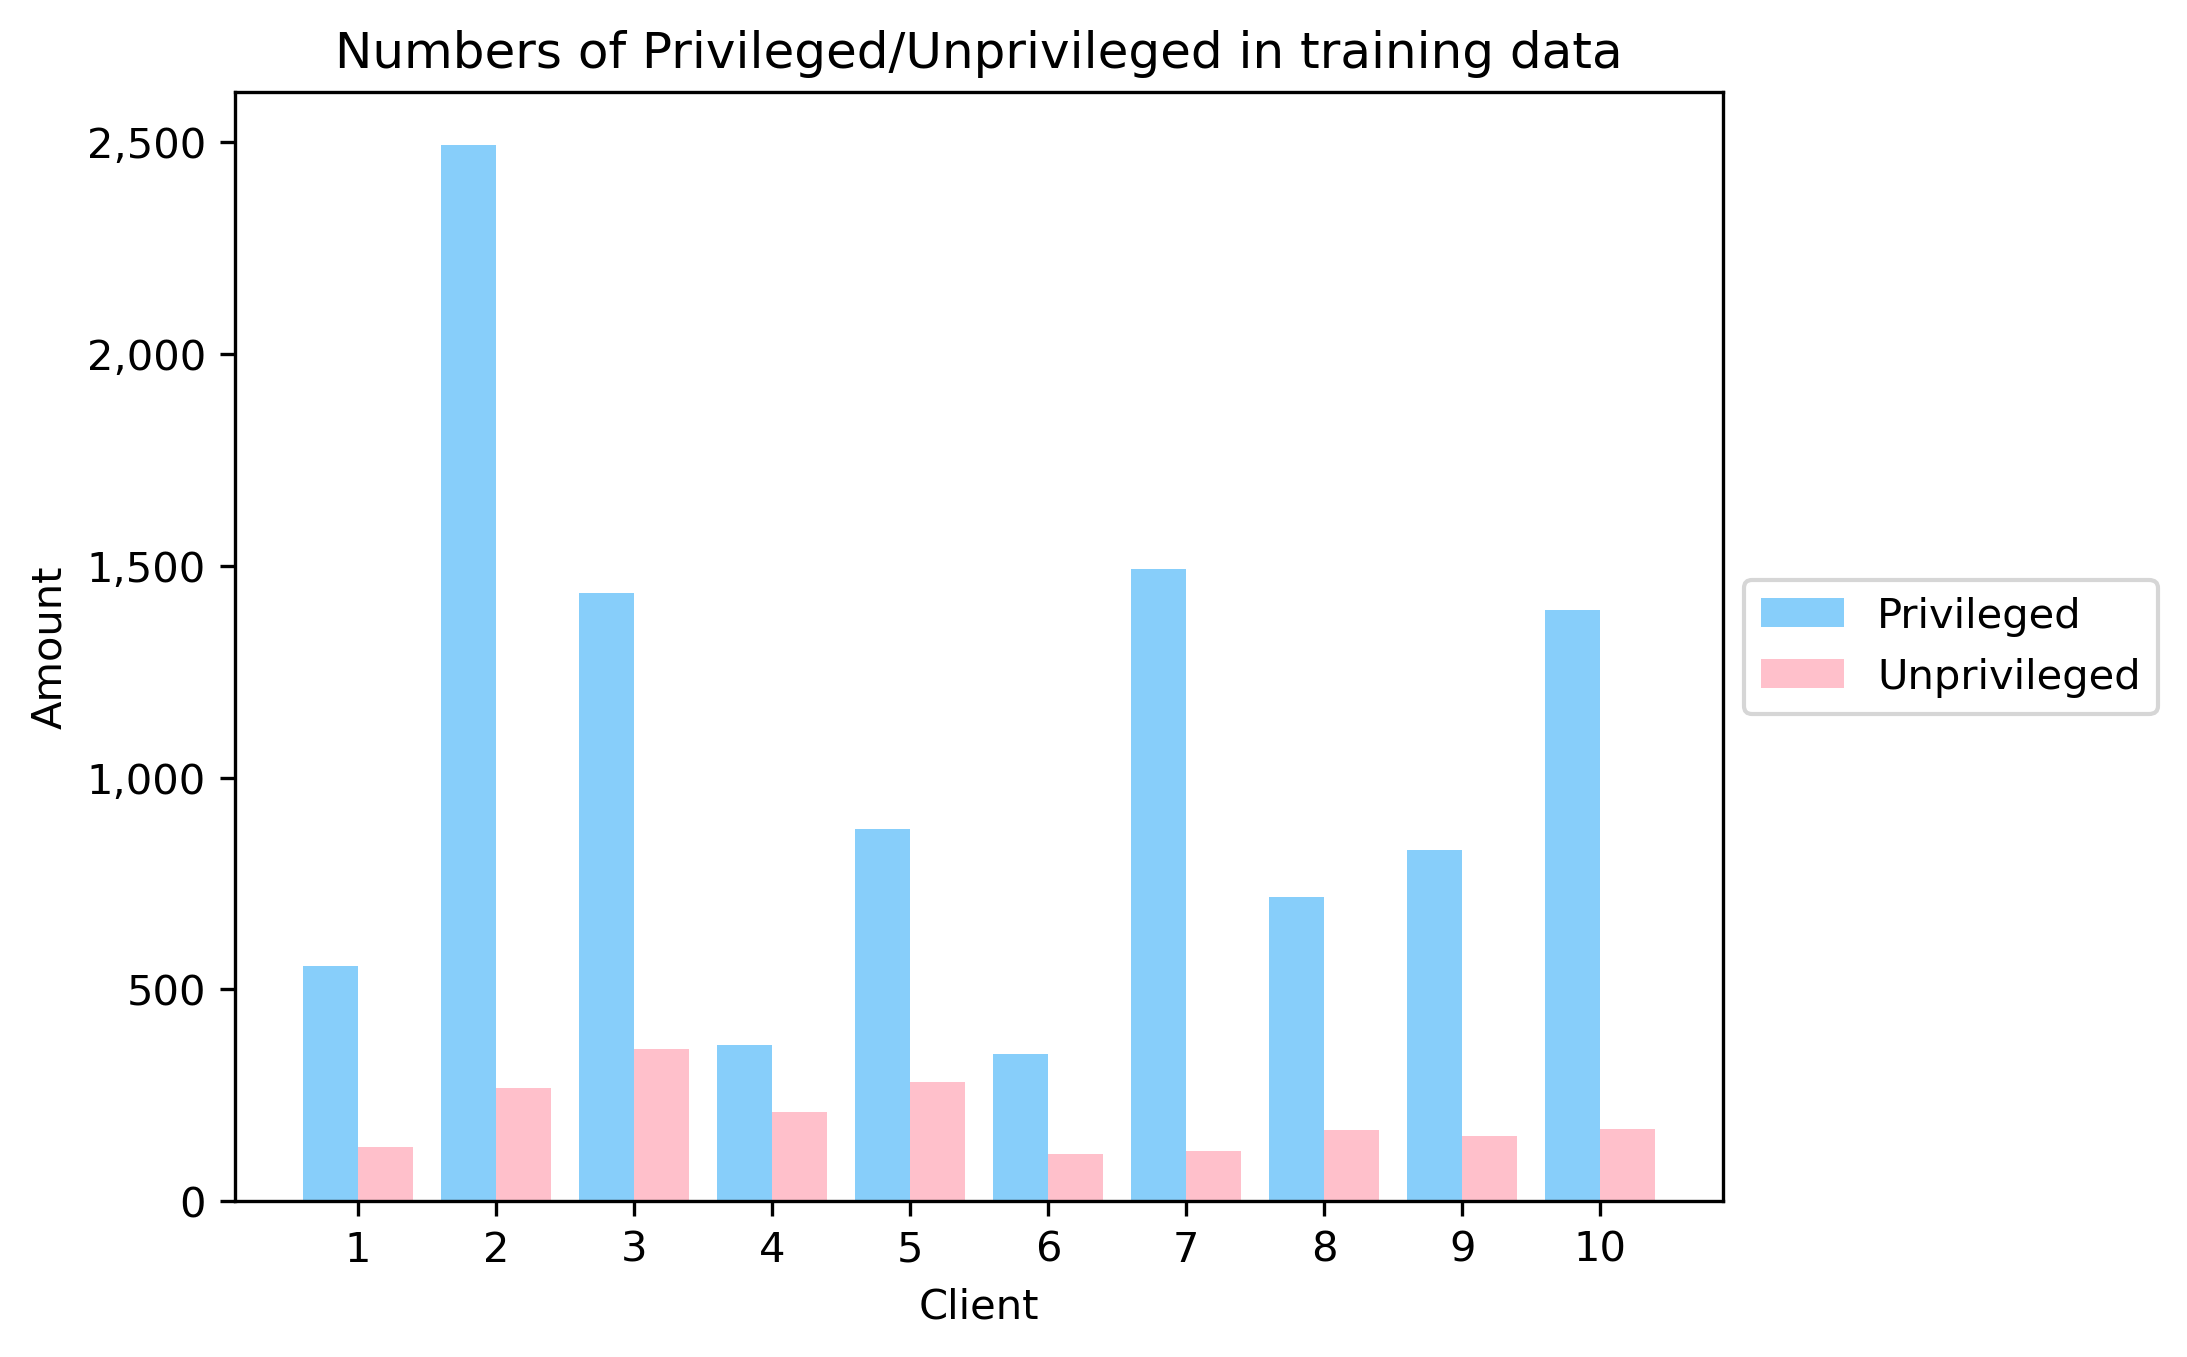 Numbers of Privileged/Unprivileged in training data
2,500
2,000
1,500
1,000
500
0
Amount
1 2 3 4 5 6 7 8 9 10
Client
Privileged
Unprivileged